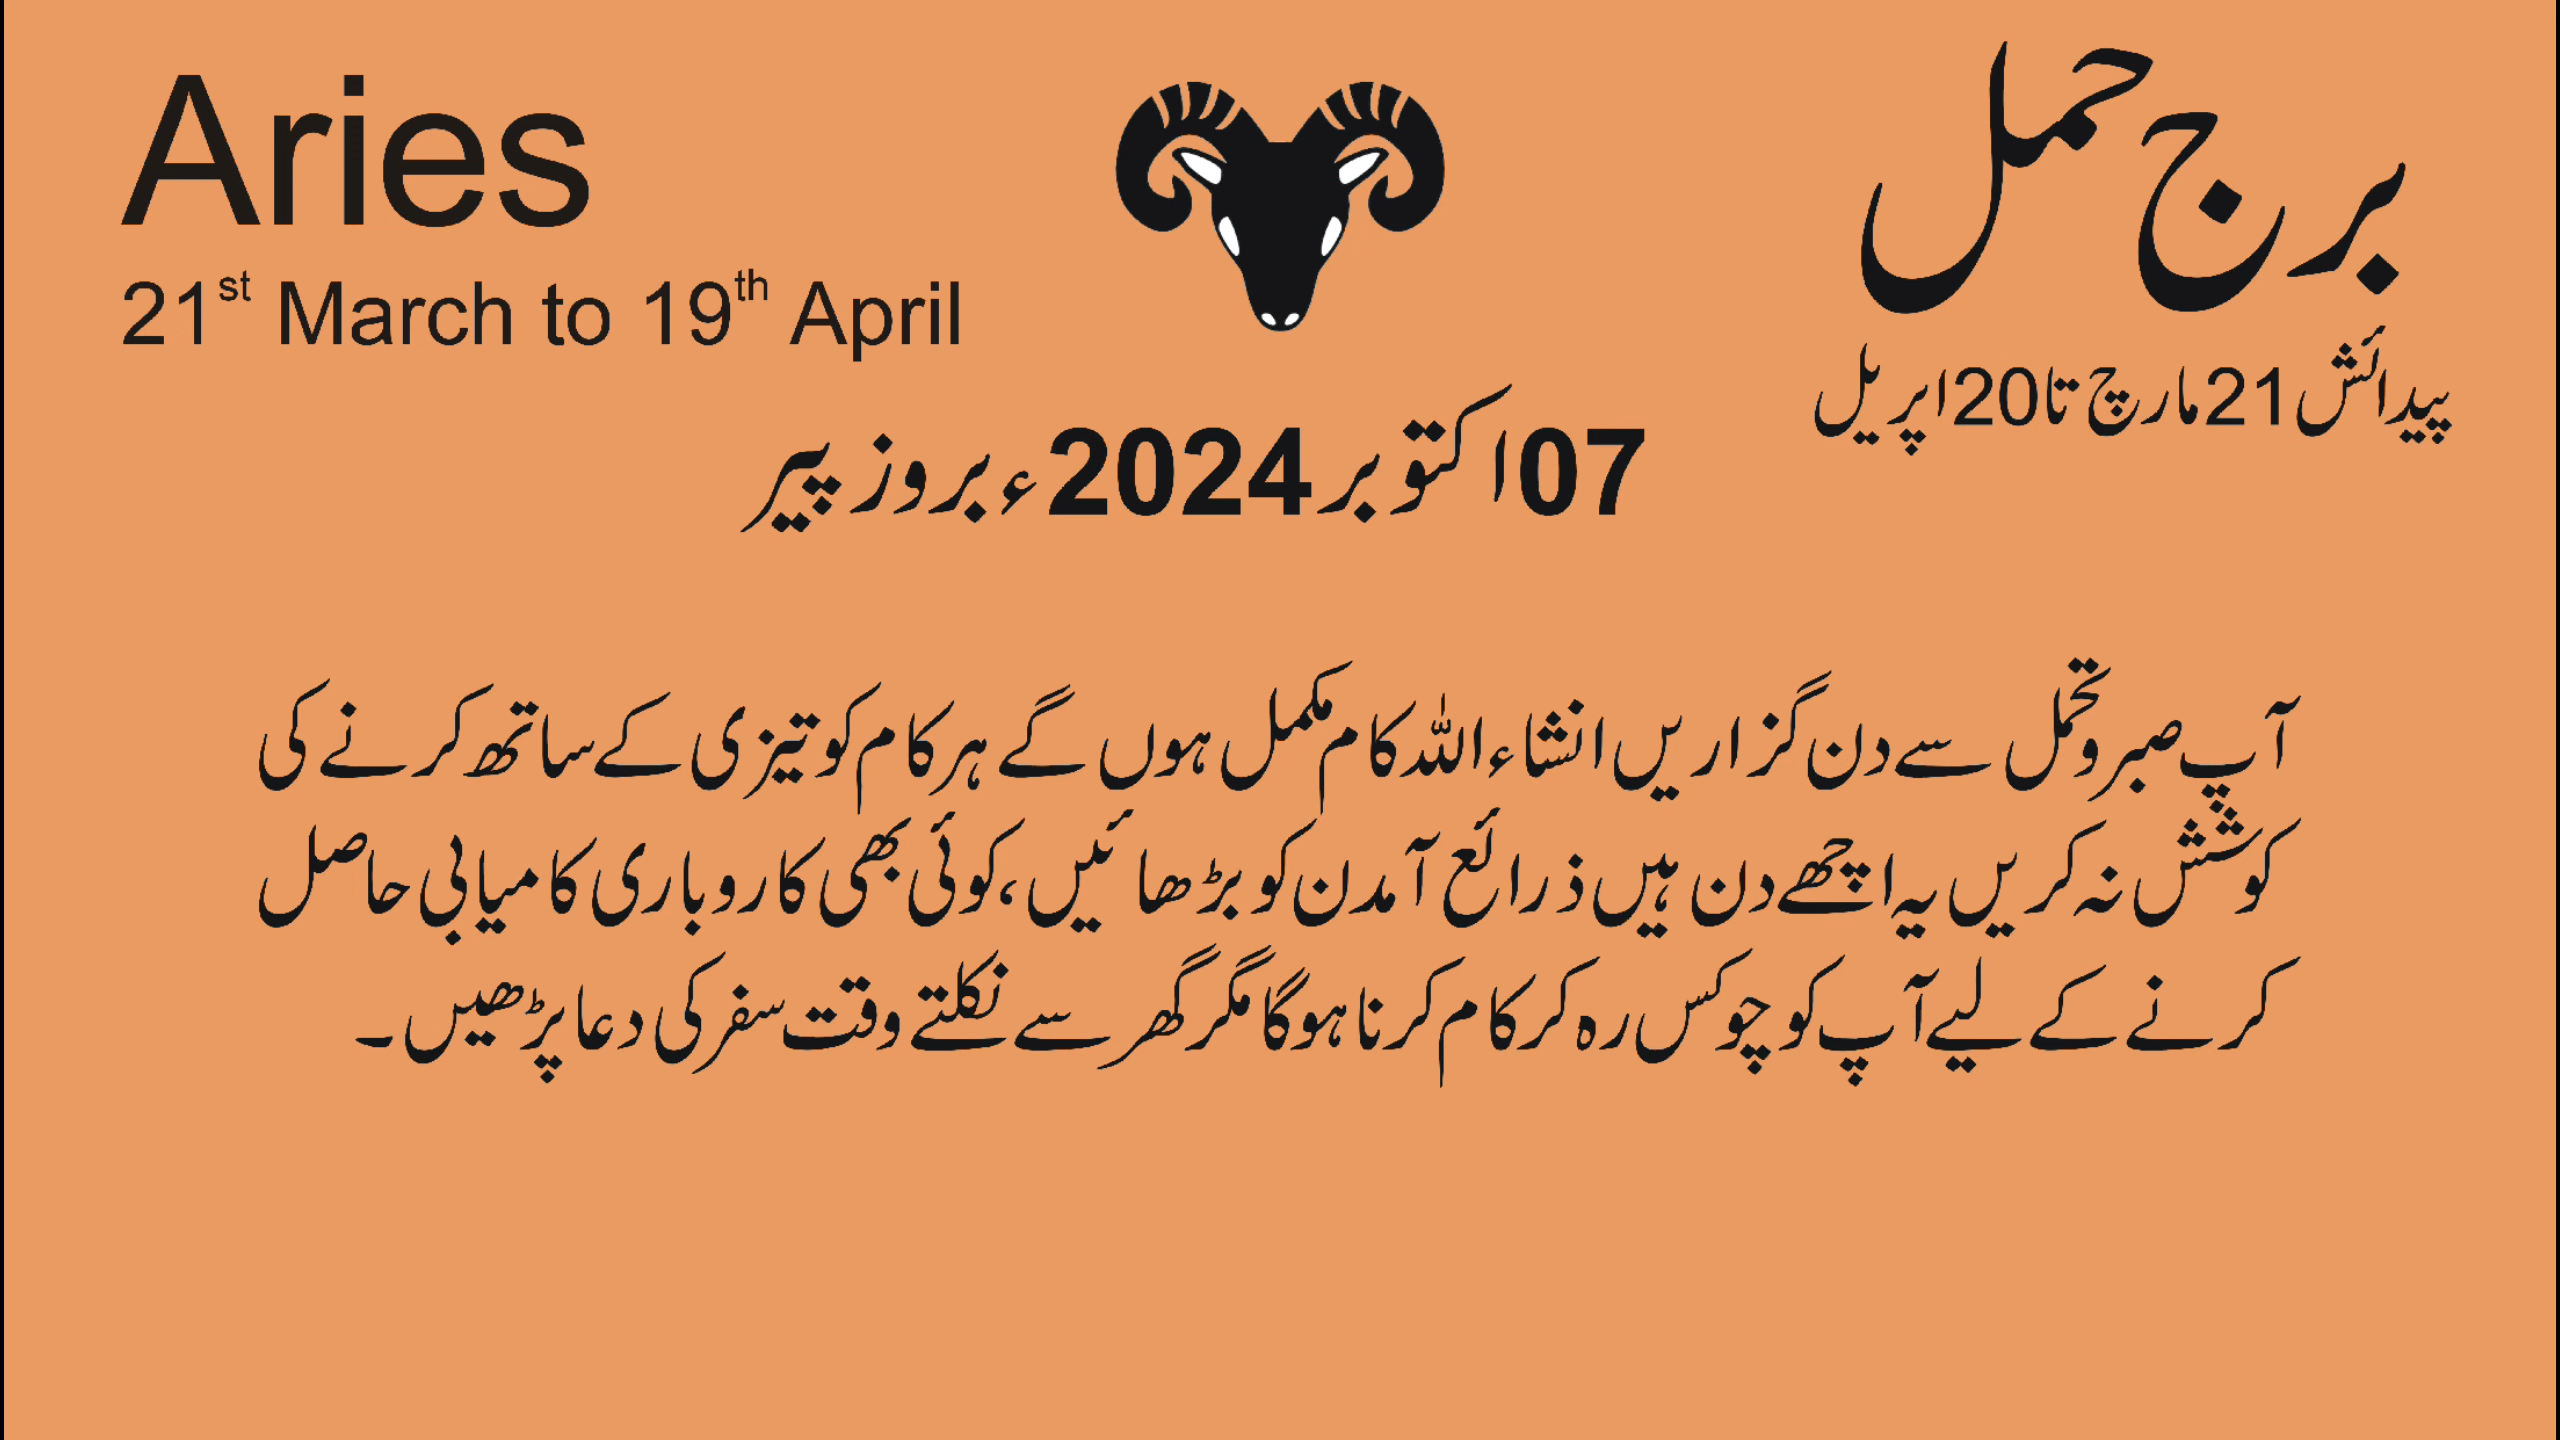 Aries
21st March to 19th April
برج حمل
پیدائش 21 مارچ تا 20 اپریل
07 اکتوبر 2024ء بروز پیر
آپ صبر و تحمل سے دن گزاریں انشاء اللہ کام مکمل ہوں گے ہر کام کو تیزی کے ساتھ کرنے کی
کوشش نہ کریں یہ اچھے دن ہیں ذرائع آمدن کو بڑھائیں، کوئی بھی کاروباری کامیابی حاصل
کرنے کے لیے آپ کو چوکس رہ کر کام کرنا ہوگا مگر گھر سے نکلتے وقت سفر کی دعا پڑھیں۔